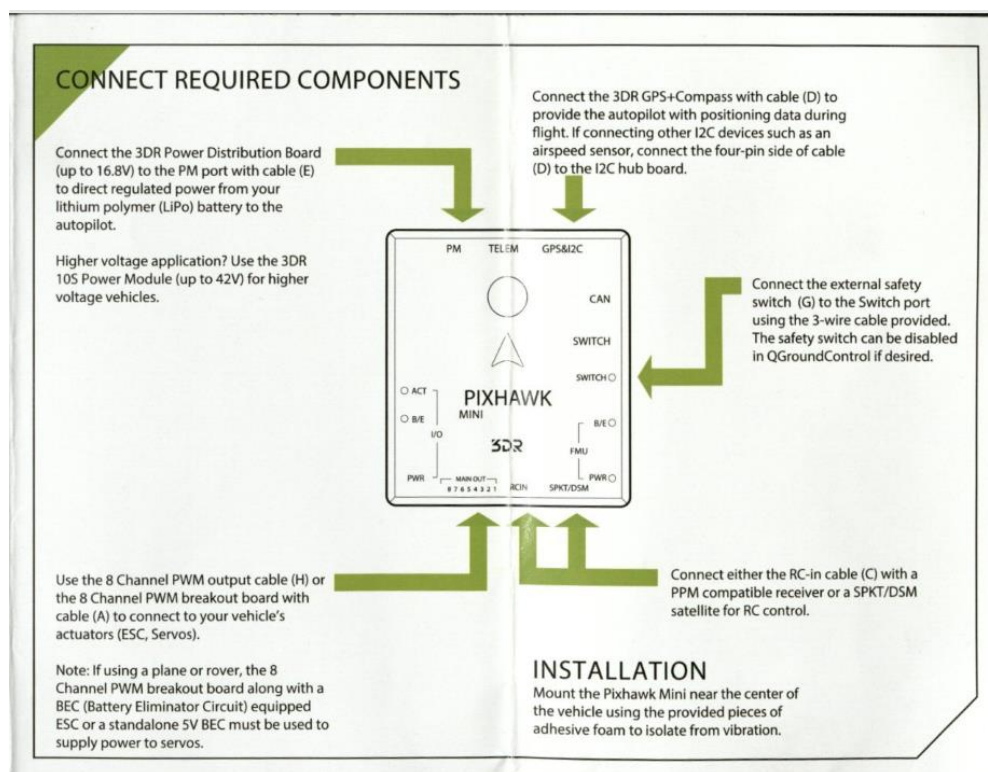 CONNECT REQUIRED COMPONENTS
Connect the 3DR Power Distribution Board
(up to 16.8V) to the PM port with cable (E)
to direct regulated power from your
lithium polymer (LiPo) battery to the
autopilot.
Higher voltage application? Use the 3DR
10S Power Module (up to 42V) for higher
voltage vehicles.
Connect the 3DR GPS+Compass with cable (D) to
provide the autopilot with positioning data during
flight. If connecting other I2C devices such as an
airspeed sensor, connect the four-pin side of cable
(D) to the I2C hub board.
PM TELEM GPS&I2C
CAN
SWITCH
SWITCH
ACT
B/E
I/O
PWR
PIXHAWK
MINI
3DR
B/E
FMU
PWR
MAIN OUT
8 7 6 5 4 3 2 1
RCIN
SPKT/DSM
Connect the external safety
switch (G) to the Switch port
using the 3-wire cable provided.
The safety switch can be disabled
in QGroundControl if desired.
Use the 8 Channel PWM output cable (H) or
the 8 Channel PWM breakout board with
cable (A) to connect to your vehicle's
actuators (ESC, Servos).
Note: If using a plane or rover, the 8
Channel PWM breakout board along with a
BEC (Battery Eliminator Circuit) equipped
ESC or a standalone 5V BEC must be used to
supply power to servos.
Connect either the RC-in cable (C) with a
PPM compatible receiver or a SPKT/DSM
satellite for RC control.
INSTALLATION
Mount the Pixhawk Mini near the center of
the vehicle using the provided pieces of
adhesive foam to isolate from vibration.